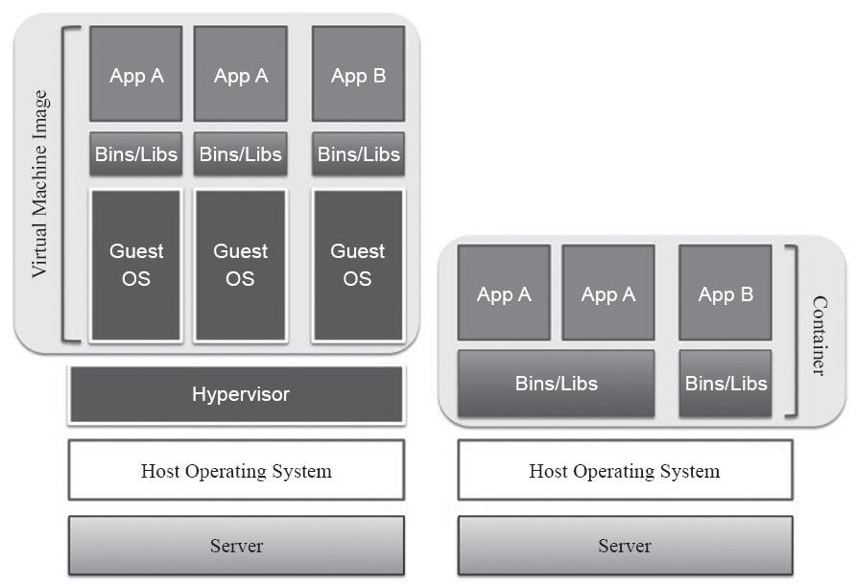 Virtual Machine Image
App A
App A
App B
Bins/Libs
Bins/Libs
Bins/Libs
Guest
OS
Guest
OS
Guest
OS
Hypervisor
Host Operating System
Server
App A
App A
App B
Bins/Libs
Bins/Libs
Container
Host Operating System
Server